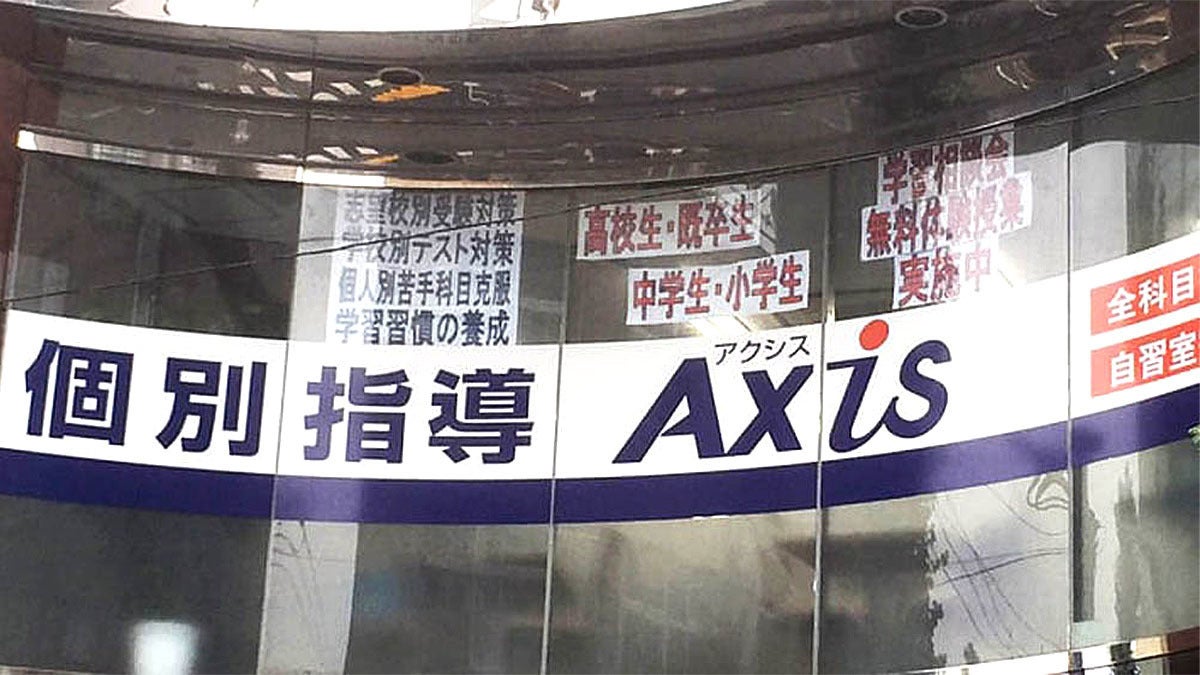 志望校別受験対策
学校別テスト対策
個人別苦手科目克服
学習習慣の養成
高校生・既卒生
中学生・小学生
学習相談会
無料体験授業
実施中
個別指導
アクシス
Axis
全科目
自習室